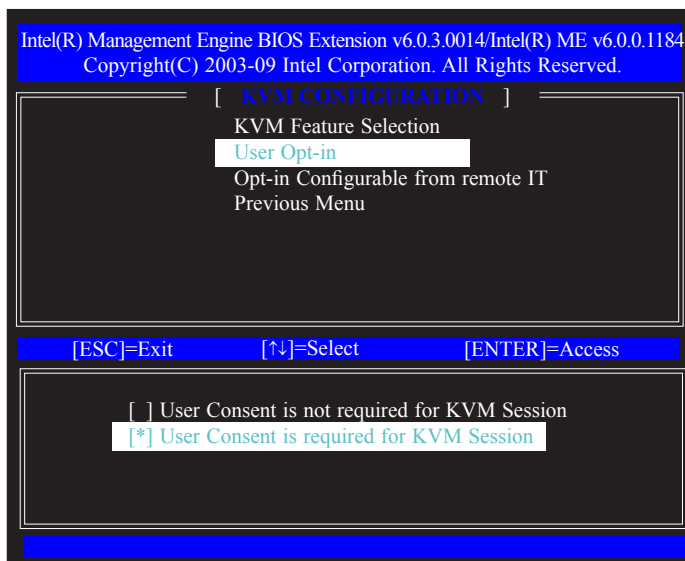 Intel(R) Management Engine BIOS Extension v6.0.3.0014/Intel(R) ME v6.0.0.1184
Copyright(C) 2003-09 Intel Corporation. All Rights Reserved.
[ KVM CONFIGURATION ]
KVM Feature Selection
User Opt-in
Opt-in Configurable from remote IT
Previous Menu
[ESC]=Exit [↑↓]=Select [ENTER]=Access
[ ] User Consent is not required for KVM Session
[*] User Consent is required for KVM Session